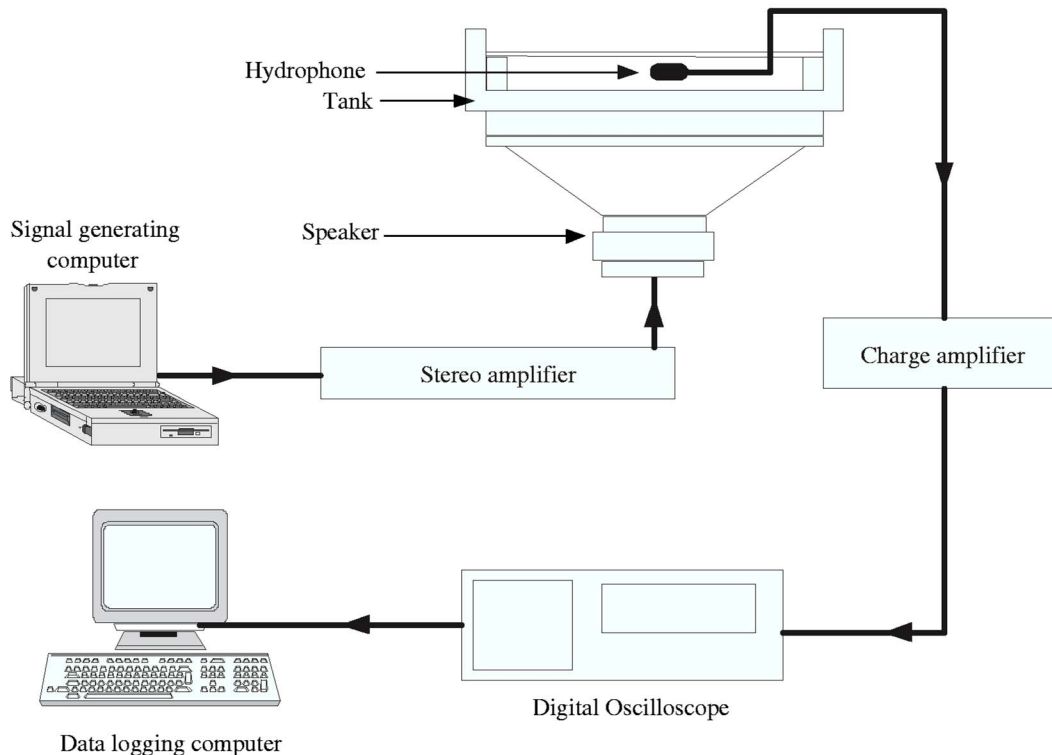 Hydrophone
Tank
Speaker
Signal generating
computer
Stereo amplifier
Charge amplifier
Digital Oscilloscope
Data logging computer